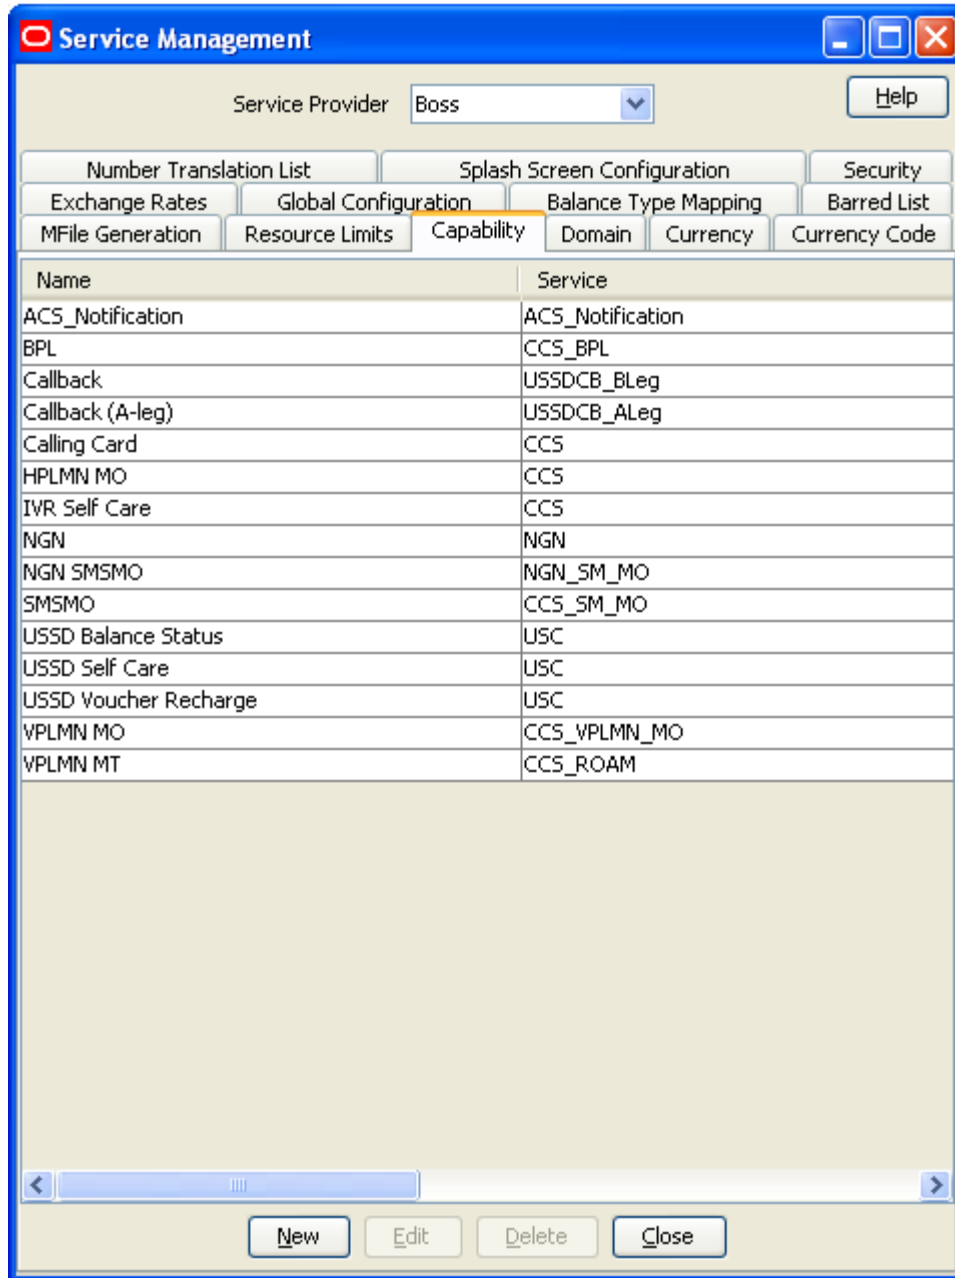 Service Management
Service Provider Boss Help
Number Translation List Splash Screen Configuration Security
Exchange Rates Global Configuration Balance Type Mapping Barred List
MFile Generation Resource Limits Capability Domain Currency Currency Code
Name Service
ACS_Notification ACS_Notification
BPL CCS_BPL
Callback USSDCB_BLeg
Callback (A-leg) USSDCB_ALeg
Calling Card CCS
HPLMN MO CCS
IVR Self Care CCS
NGN NGN
NGN SMSMO NGN_SM_MO
SMSMO CCS_SM_MO
USSD Balance Status USC
USSD Self Care USC
USSD Voucher Recharge USC
VPLMN MO CCS_VPLMN_MO
VPLMN MT CCS_ROAM
New Edit Delete Close